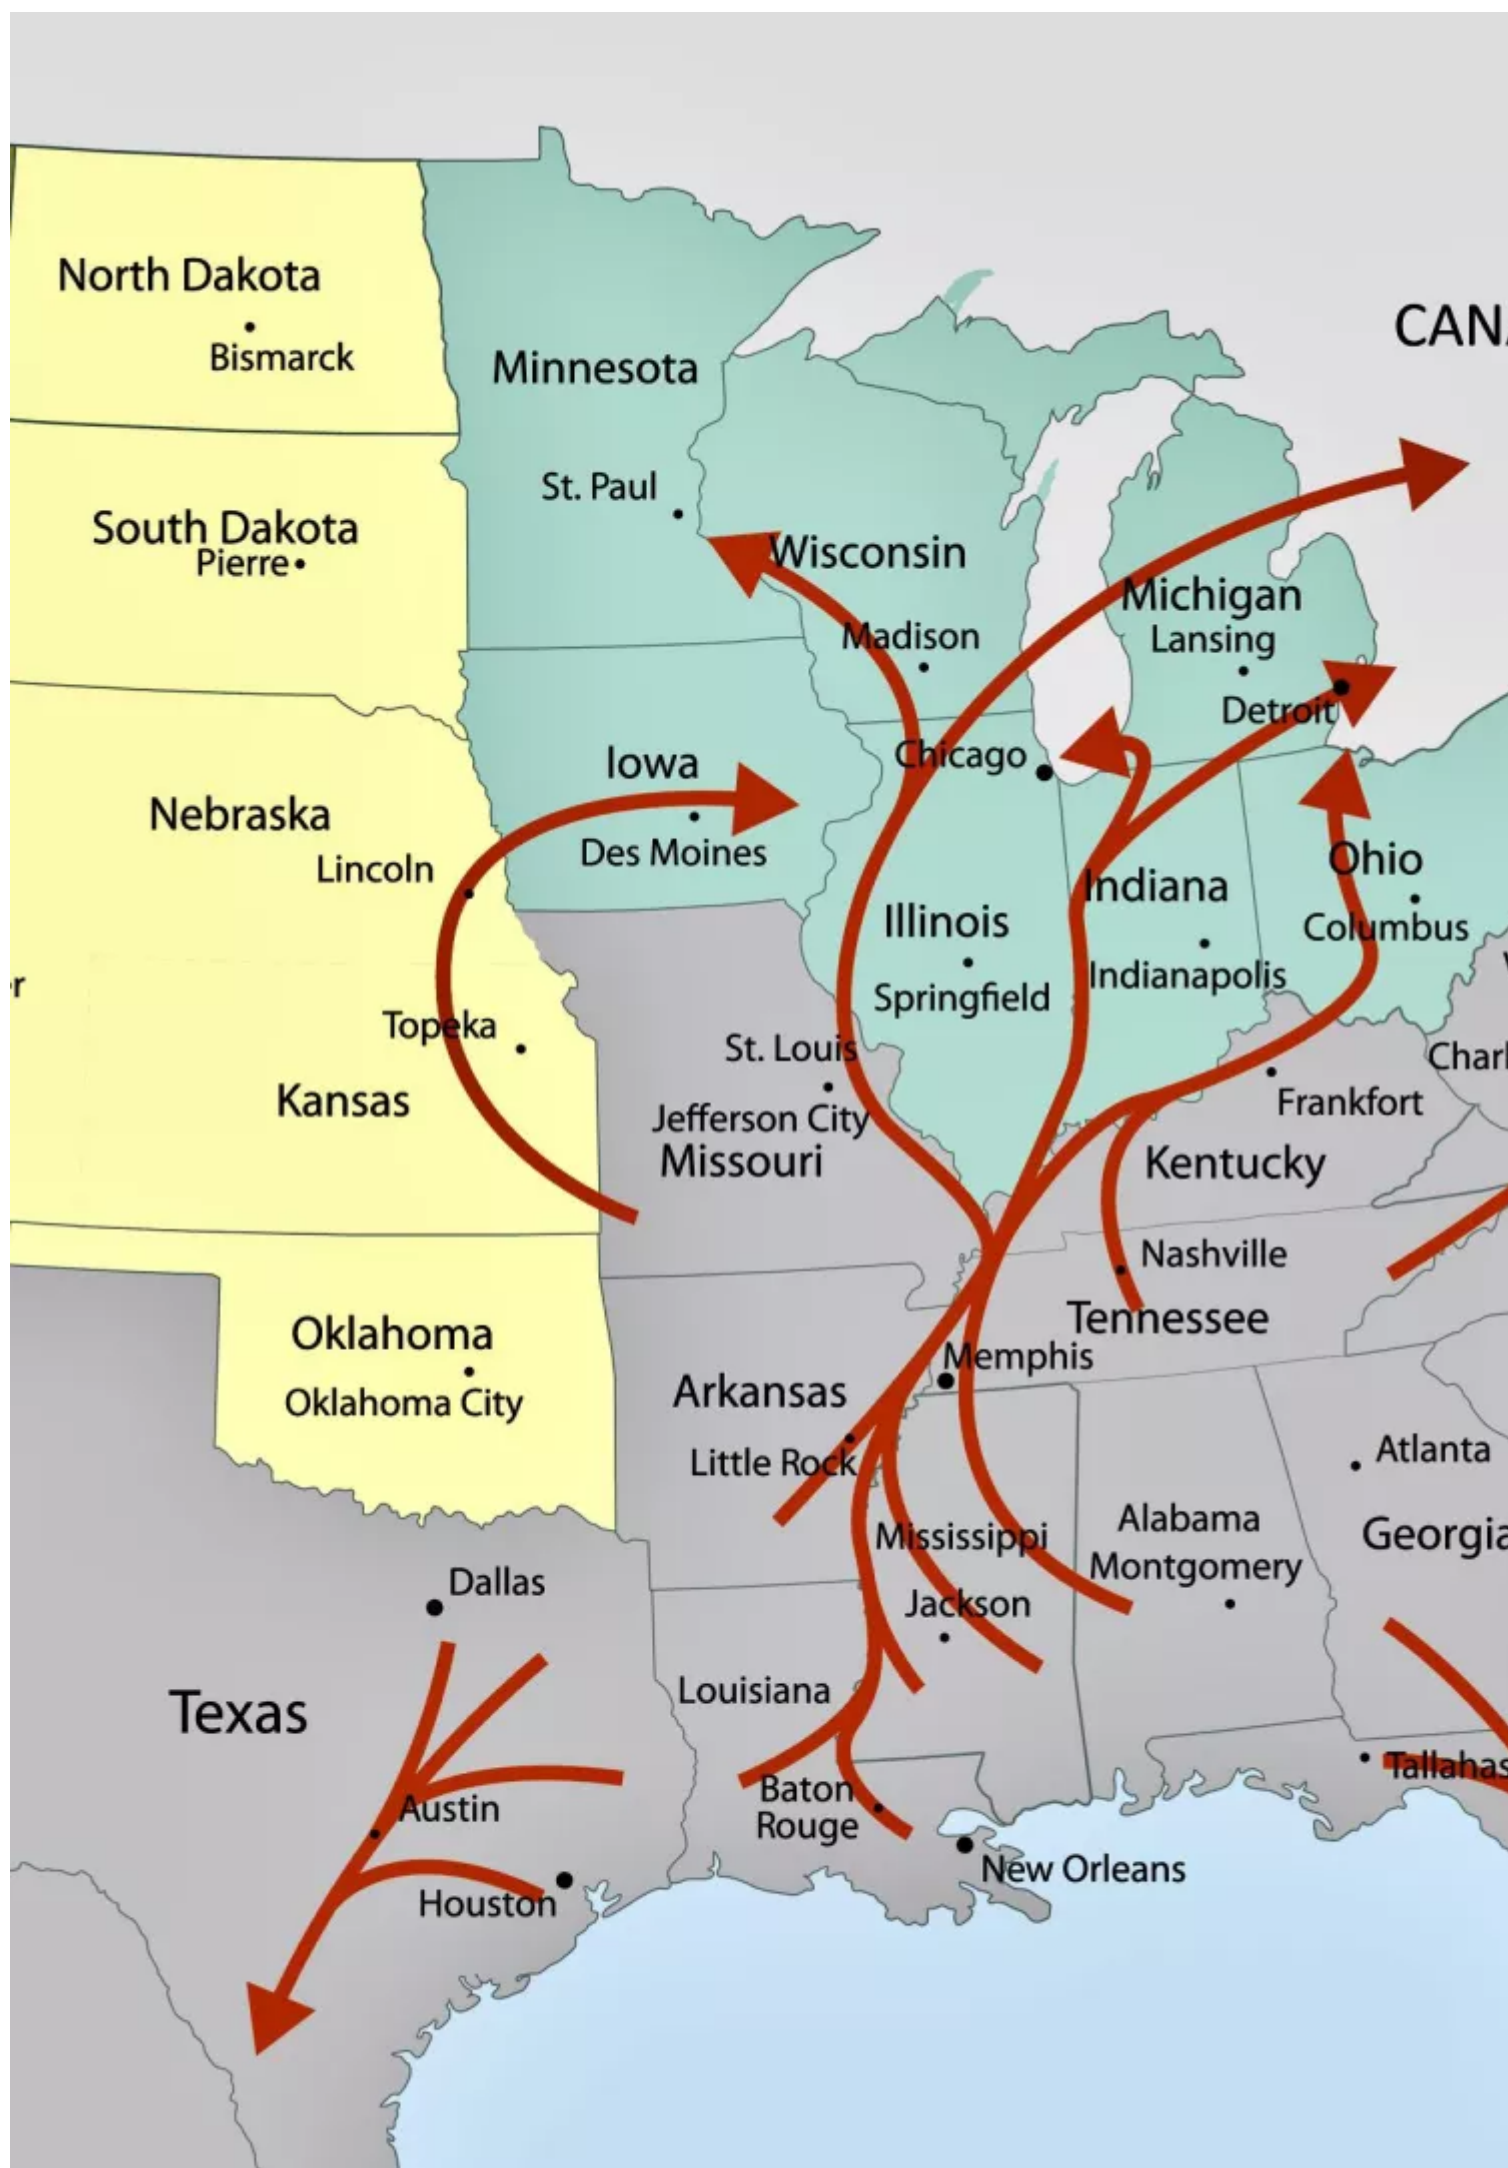 North Dakota
Bismarck
CAN
Minnesota
St. Paul
South Dakota
Pierre
Wisconsin
Michigan
Madison
Lansing
Detroit
Chicago
Iowa
Nebraska
Des Moines
Lincoln
Ohio
Indiana
Illinois
Columbus
Indianapolis
Springfield
r
Topeka
St. Louis
Charl
Kansas
Frankfort
Jefferson City
Missouri
Kentucky
Nashville
Tennessee
Oklahoma
Memphis
Arkansas
Oklahoma City
Little Rock
Atlanta
Alabama
Mississippi
Georgia
Montgomery
Dallas
Jackson
Louisiana
Texas
Tallahas
Baton
Rouge
Austin
New Orleans
Houston